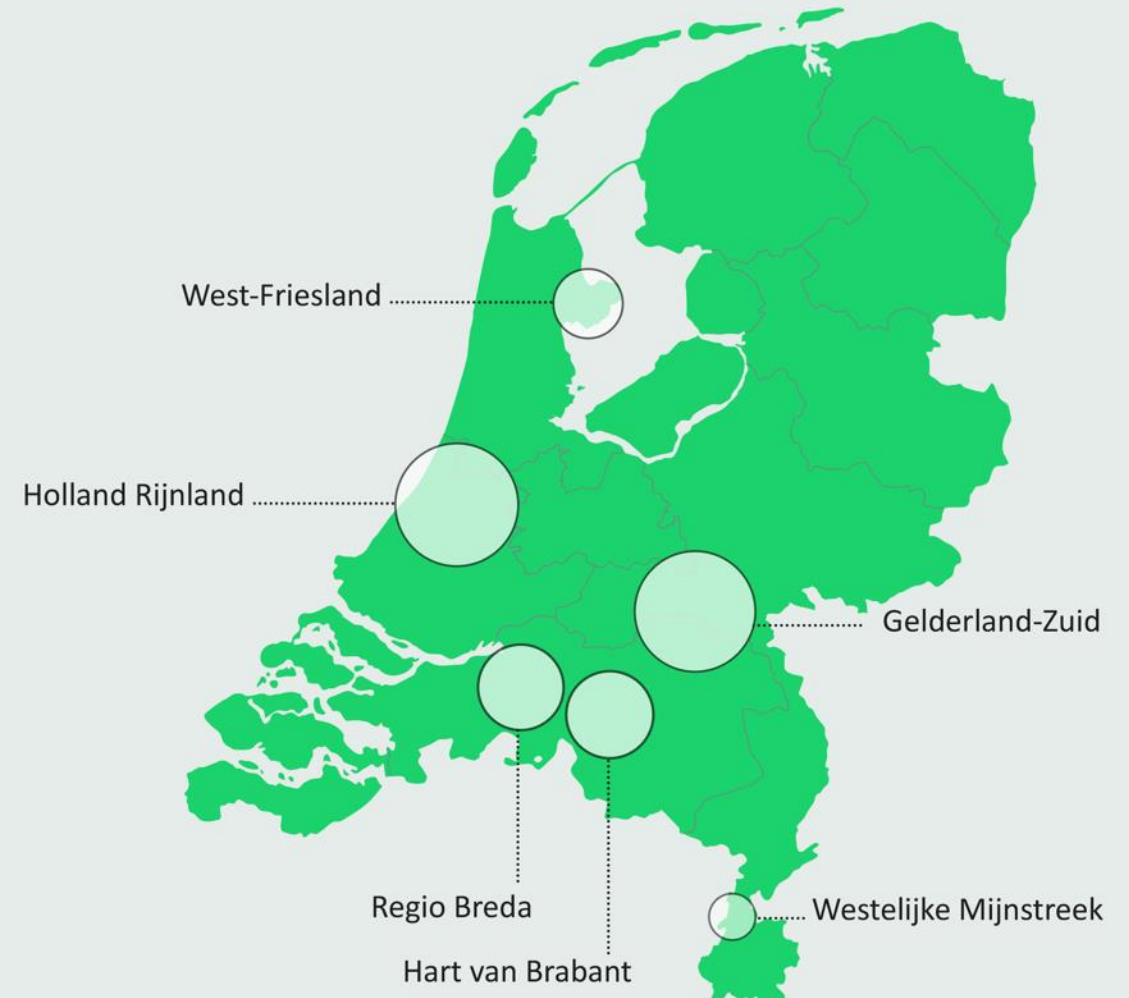 West-Friesland
Holland Rijnland
Gelderland-Zuid
Regio Breda
Westelijke Mijnstreek
Hart van Brabant